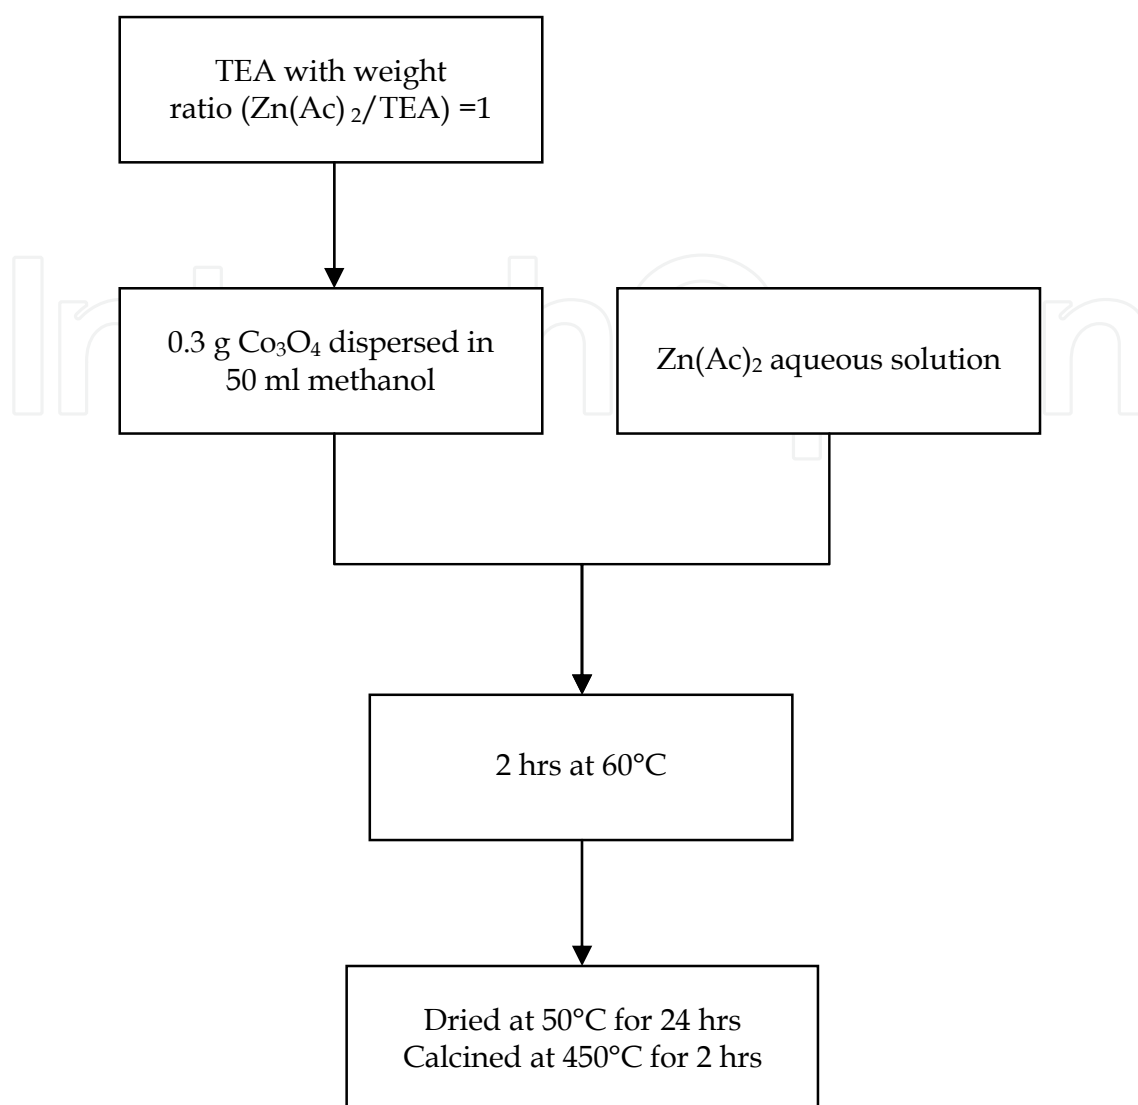 TEA with weight
ratio (Zn(Ac) ₂/TEA) =1
0.3 g Co₃O₄ dispersed in
50 ml methanol
Zn(Ac)₂ aqueous solution
2 hrs at 60°C
Dried at 50°C for 24 hrs
Calcined at 450°C for 2 hrs